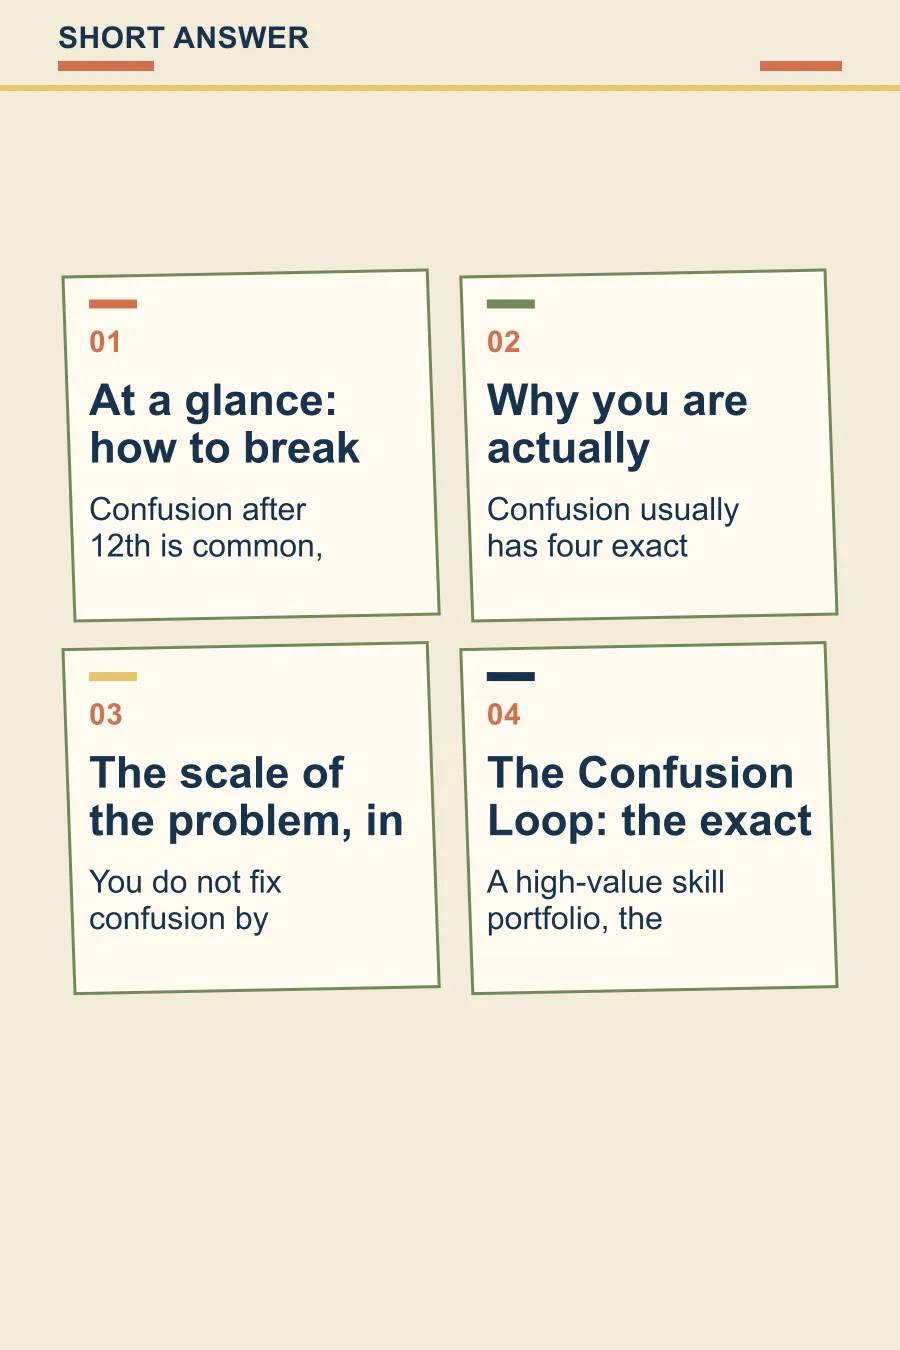 SHORT ANSWER
01
At a glance:
how to break
Confusion after
12th is common,
02
Why you are
actually
Confusion usually
has four exact
03
The scale of
the problem, in
You do not fix
confusion by
04
The Confusion
Loop: the exact
A high-value skill
portfolio, the